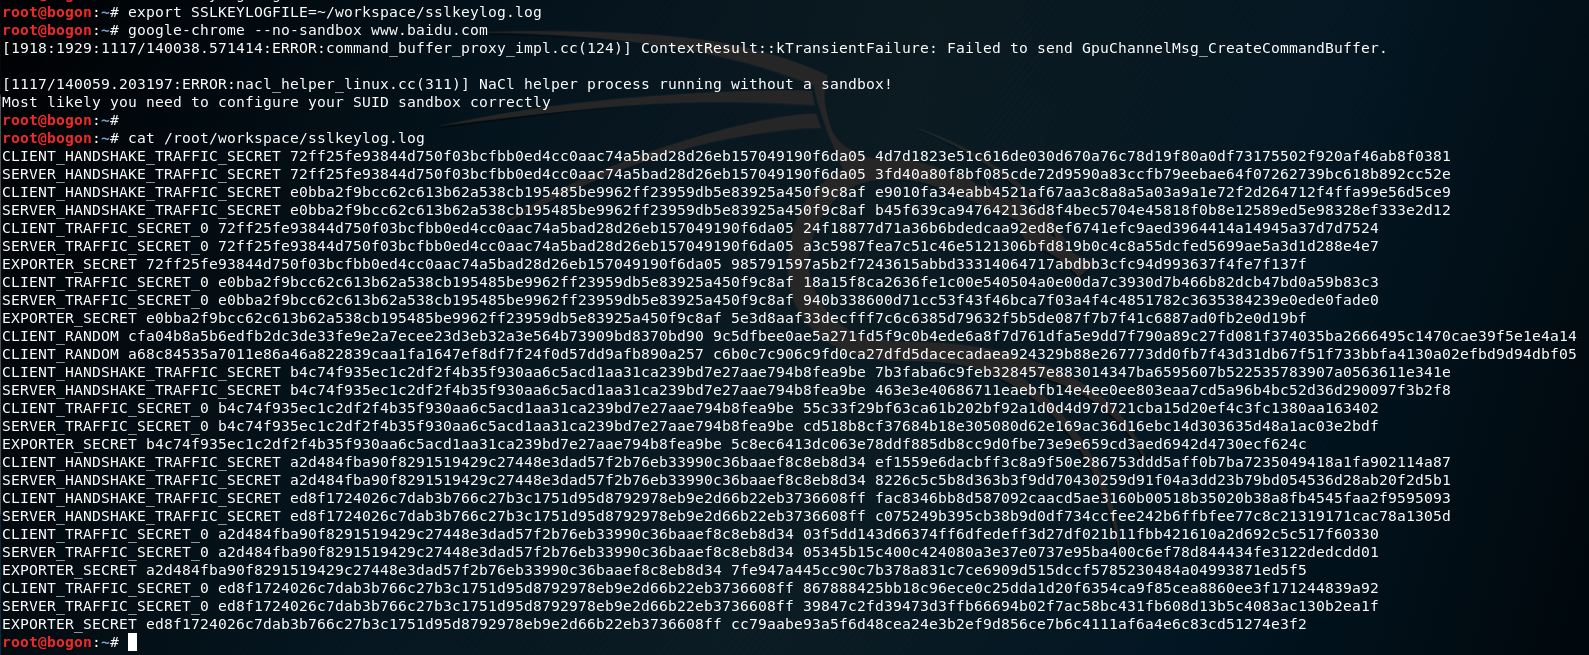 root@bogon:~# export SSLKEYLOGFILE=~/workspace/sslkeylog.log
root@bogon:~# google-chrome --no-sandbox www.baidu.com
[1918:1929:1117/140038.571414:ERROR:command_buffer_proxy_impl.cc(124)] ContextResult::kTransientFailure: Failed to send GpuChannelMsg_CreateCommandBuffer.
[1117/140059.203197:ERROR:nacl_helper_linux.cc(311)] NaCl helper process running without a sandbox!
Most likely you need to configure your SUID sandbox correctly
root@bogon:~#
root@bogon:~# cat /root/workspace/sslkeylog.log
CLIENT_HANDSHAKE_TRAFFIC_SECRET 72ff25fe93844d750f03bcfbb0ed4cc0aac74a5bad28d26eb157049190f6da05 4d7d1823e51c616de030d670a76c78d19f80a0df73175502f920af46ab8f0381
SERVER_HANDSHAKE_TRAFFIC_SECRET 72ff25fe93844d750f03bcfbb0ed4cc0aac74a5bad28d26eb157049190f6da05 3fd40a80f8bf085cde72d9590a83ccfb79eebae64f07262739bc618b892cc52e
CLIENT_HANDSHAKE_TRAFFIC_SECRET e0bba2f9bcc62c613b62a538cb195485be9962ff23959db5e83925a450f9c8af e9010fa34eabb4521af67aa3c8a8a5a03a9a1e72f2d264712f4ffa99e56d5ce9
SERVER_HANDSHAKE_TRAFFIC_SECRET e0bba2f9bcc62c613b62a538cb195485be9962ff23959db5e83925a450f9c8af b45f639ca947642136d8f4bec5704e45818f0b8e12589ed5e98328ef333e2d12
CLIENT_TRAFFIC_SECRET_0 72ff25fe93844d750f03bcfbb0ed4cc0aac74a5bad28d26eb157049190f6da05 24f18877d71a36b6bdedcaa92ed8ef6741efc9aed3964414a14945a37d7d7524
SERVER_TRAFFIC_SECRET_0 72ff25fe93844d750f03bcfbb0ed4cc0aac74a5bad28d26eb157049190f6da05 a3c5987fea7c51c46e5121306bfd819b0c4c8a55dcfed5699ae5a3d1d288e4e7
EXPORTER_SECRET 72ff25fe93844d750f03bcfbb0ed4cc0aac74a5bad28d26eb157049190f6da05 985791597a5b2f7243615abbd33314064717abdbb3cfc94d993637f4fe7f137f
CLIENT_TRAFFIC_SECRET_0 e0bba2f9bcc62c613b62a538cb195485be9962ff23959db5e83925a450f9c8af 18a15f8ca2636fe1c00e540504a0e00da7c3930d7b466b82dcb47bd0a59b83c3
SERVER_TRAFFIC_SECRET_0 e0bba2f9bcc62c613b62a538cb195485be9962ff23959db5e83925a450f9c8af 940b338600d71cc53f43f46bca7f03a4f4c4851782c3635384239e0ede0fade0
EXPORTER_SECRET e0bba2f9bcc62c613b62a538cb195485be9962ff23959db5e83925a450f9c8af 5e3d8aaf33decfff7c6c6385d79632f5b5de087f7b7f41c6887ad0fb2e0d19bf
CLIENT_RANDOM cfa04b8a5b6edfb2dc3de33fe9e2a7ecee23d3eb32a3e564b73909bd8370bd90 9c5dfbee0ae5a271fd5f9c0b4ede6a8f7d761dfa5e9dd7f790a89c27fd081f374035ba2666495c1470cae39f5e1e4a14
CLIENT_RANDOM a68c84535a7011e86a46a822839caa1fa1647ef8df7f24f0d57dd9afb890a257 c6b0c7c906c9fd0ca27dfd5dacecadaea924329b88e267773dd0fb7f43d31db67f51f733bbfa4130a02efbd9d94dbf05
CLIENT_HANDSHAKE_TRAFFIC_SECRET b4c74f935ec1c2df2f4b35f930aa6c5acd1aa31ca239bd7e27aae794b8fea9be 7b3faba6c9feb328457e883014347ba6595607b522535783907a0563611e341e
SERVER_HANDSHAKE_TRAFFIC_SECRET b4c74f935ec1c2df2f4b35f930aa6c5acd1aa31ca239bd7e27aae794b8fea9be 463e3e40686711eaebfb14e4ee0ee803eaa7cd5a96b4bc52d36d290097f3b2f8
CLIENT_TRAFFIC_SECRET_0 b4c74f935ec1c2df2f4b35f930aa6c5acd1aa31ca239bd7e27aae794b8fea9be 55c33f29bf63ca61b202bf92a1d0d4d97d721cba15d20ef4c3fc1380aa163402
SERVER_TRAFFIC_SECRET_0 b4c74f935ec1c2df2f4b35f930aa6c5acd1aa31ca239bd7e27aae794b8fea9be cd518b8cf37684b18e305080d62e169ac36d16ebc14d303635d48a1ac03e2bdf
EXPORTER_SECRET b4c74f935ec1c2df2f4b35f930aa6c5acd1aa31ca239bd7e27aae794b8fea9be 5c8ec6413dc063e78ddf885db8cc9d0fbe73e9e659cd3aed6942d4730ecf624c
CLIENT_HANDSHAKE_TRAFFIC_SECRET a2d484fba90f8291519429c27448e3dad57f2b76eb33990c36baaef8c8eb8d34 ef1559e6dacbff3c8a9f50e286753ddd5aff0b7ba7235049418a1fa902114a87
SERVER_HANDSHAKE_TRAFFIC_SECRET a2d484fba90f8291519429c27448e3dad57f2b76eb33990c36baaef8c8eb8d34 8226c5c5b8d363b3f9dd70430259d91f04a3dd23b79bd054536d28ab20f2d5b1
CLIENT_HANDSHAKE_TRAFFIC_SECRET ed8f1724026c7dab3b766c27b3c1751d95d8792978eb9e2d66b22eb3736608ff fac8346bb8d587092caacd5ae3160b00518b35020b38a8fb4545faa2f9595093
SERVER_HANDSHAKE_TRAFFIC_SECRET ed8f1724026c7dab3b766c27b3c1751d95d8792978eb9e2d66b22eb3736608ff c075249b395cb38b9d0df734ccfee242b6ffbfee77c8c21319171cac78a1305d
CLIENT_TRAFFIC_SECRET_0 a2d484fba90f8291519429c27448e3dad57f2b76eb33990c36baaef8c8eb8d34 03f5dd143d66374ff6dfedeff3d27df021b11fbb421610a2d692c5c517f60330
SERVER_TRAFFIC_SECRET_0 a2d484fba90f8291519429c27448e3dad57f2b76eb33990c36baaef8c8eb8d34 05345b15c400c424080a3e37e0737e95ba400c6ef78d844434fe3122dedcdd01
EXPORTER_SECRET a2d484fba90f8291519429c27448e3dad57f2b76eb33990c36baaef8c8eb8d34 7fe947a445cc90c7b378a831c7ce6909d515dccf5785230484a04993871ed5f5
CLIENT_TRAFFIC_SECRET_0 ed8f1724026c7dab3b766c27b3c1751d95d8792978eb9e2d66b22eb3736608ff 867888425bb18c96ece0c25dda1d20f6354ca9f85cea8860ee3f171244839a92
SERVER_TRAFFIC_SECRET_0 ed8f1724026c7dab3b766c27b3c1751d95d8792978eb9e2d66b22eb3736608ff 39847c2fd39473d3ffb66694b02f7ac58bc431fb608d13b5c4083ac130b2ea1f
EXPORTER_SECRET ed8f1724026c7dab3b766c27b3c1751d95d8792978eb9e2d66b22eb3736608ff cc79aabe93a5f6d48cea24e3b2ef9d856ce7b6c4111af6a4e6c83cd51274e3f2
root@bogon:~#